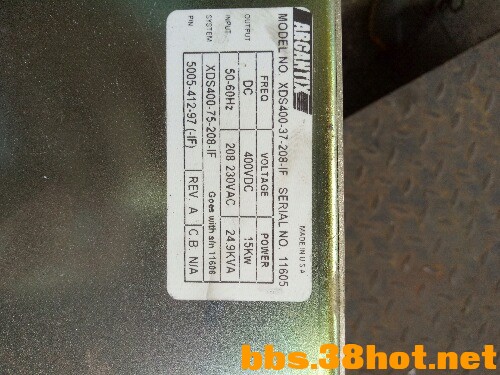 ARGANTIX
MADE IN U.S.A
MODEL NO. XDS400-37-208-IF SERIAL NO. 11605
FREQ VOLTAGE POWER
OUTPUT DC 400VDC 15Kw
INPUT 50-60Hz 208 230VAC 24.9KVA
SYSTEM XDS400-75-208-IF Goes with s/n 11606
P/N 5005-412-97 (-IF) REV. A C.B. N/A
bbs.38hot.net